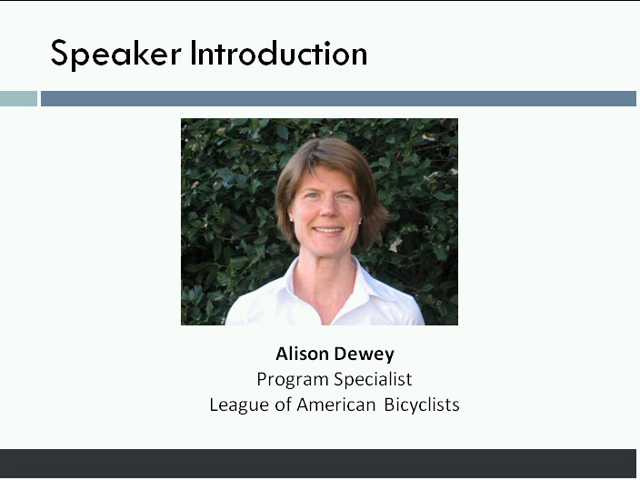 Speaker Introduction
Alison Dewey
Program Specialist
League of American Bicyclists